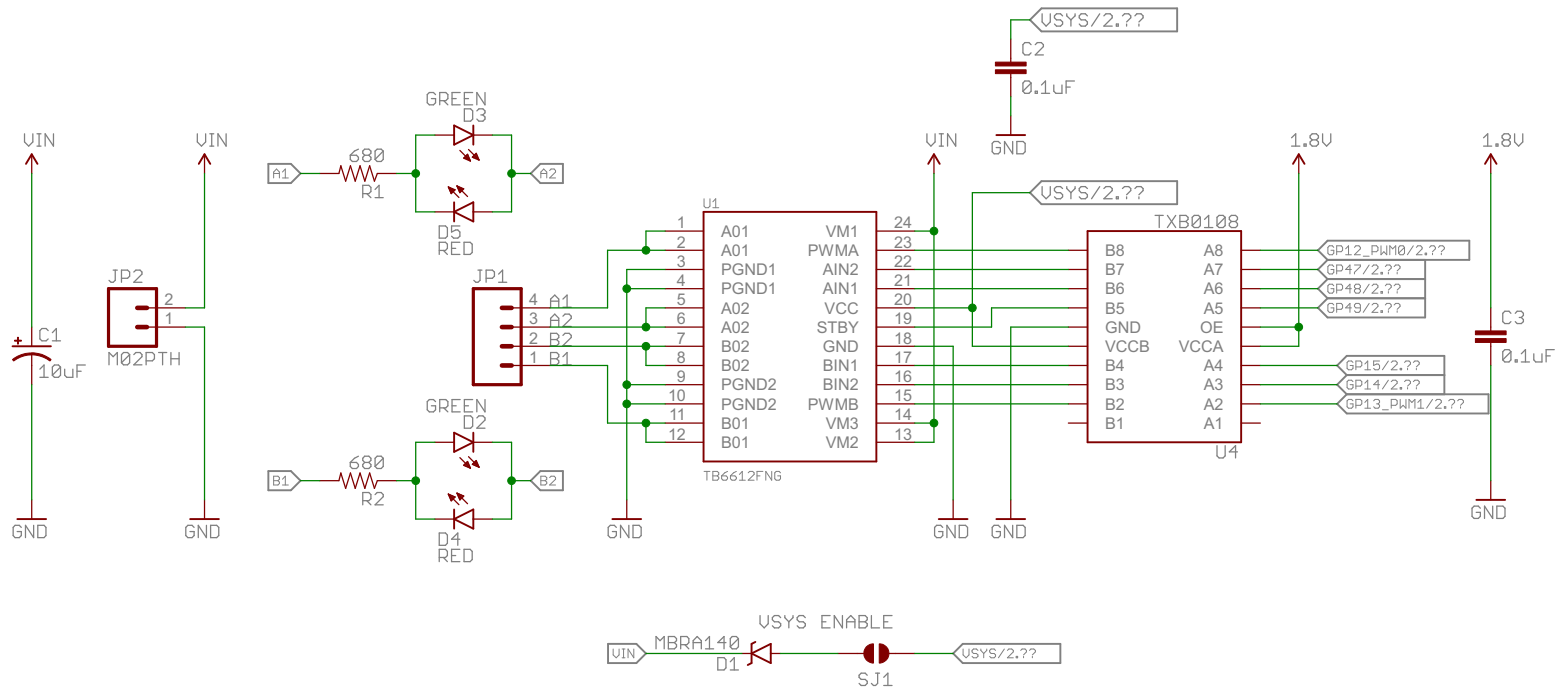 VSYS/2.??
C2
0.1uF
GND
VIN
C1
10uF
GND
VIN
JP2
2
1
M02PTH
GND
GREEN
D3
A1
680
R1
A2
D5
RED
JP1
4 A1
3 A2
2 B2
1 B1
GREEN
D2
B1
680
R2
B2
D4
RED
GND
U1
1 A01
2 A01
3 PGND1
4 PGND1
5 A02
6 A02
7 B02
8 B02
9 PGND2
10 PGND2
11 B01
12 B01
VM1 24
PWMA 23
AIN2 22
AIN1 21
VCC 20
STBY 19
GND 18
BIN1 17
BIN2 16
PWMB 15
VM3 14
VM2 13
TB6612FNG
VIN
VSYS/2.??
GND
GND
TXB0108
B8
B7
B6
B5
GND
VCCB
B4
B3
B2
B1
A8
A7
A6
A5
OE
VCCA
A4
A3
A2
A1
U4
1.8V
GP12_PWM0/2.??
GP47/2.??
GP48/2.??
GP49/2.??
GP15/2.??
GP14/2.??
GP13_PWM1/2.??
1.8V
C3
0.1uF
GND
VSYS ENABLE
VIN
MBRA140
D1
SJ1
VSYS/2.??